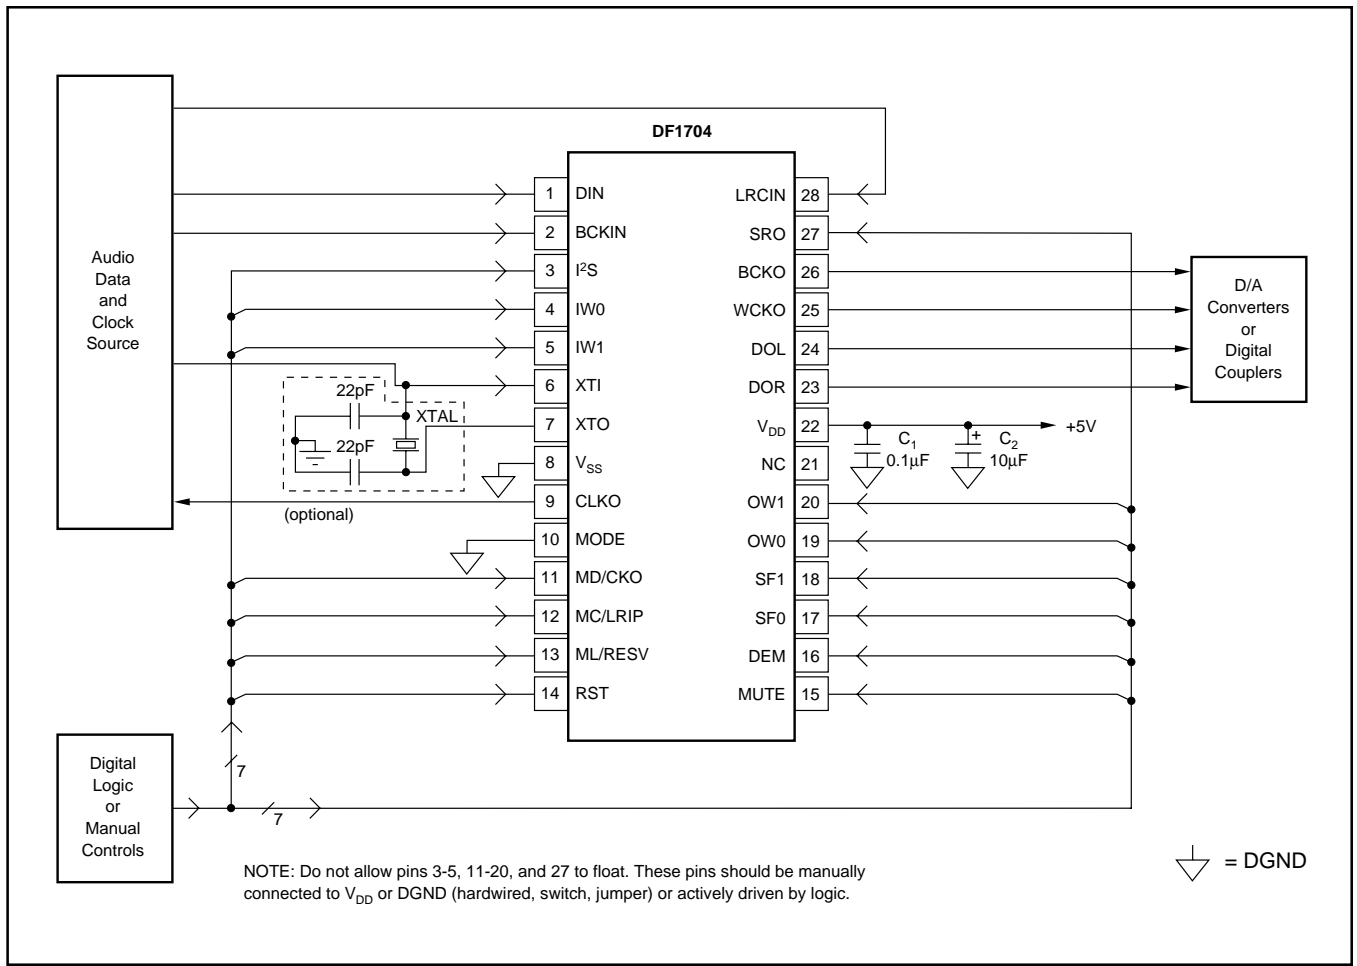 DF1704
Audio
Data
and
Clock
Source
1 DIN
2 BCKIN
3 I²S
4 IW0
5 IW1
6 XTI
7 XTO
8 VSS
9 CLKO
10 MODE
11 MD/CKO
12 MC/LRIP
13 ML/RESV
14 RST
LRCIN 28
SRO 27
BCKO 26
WCKO 25
DOL 24
DOR 23
VDD 22
NC 21
OW1 20
OW0 19
SF1 18
SF0 17
DEM 16
MUTE 15
22pF
XTAL
22pF
(optional)
D/A
Converters
or
Digital
Couplers
+5V
C1
0.1µF
+
C2
10µF
Digital
Logic
or
Manual
Controls
7
7
= DGND
NOTE: Do not allow pins 3-5, 11-20, and 27 to float. These pins should be manually
connected to VDD or DGND (hardwired, switch, jumper) or actively driven by logic.